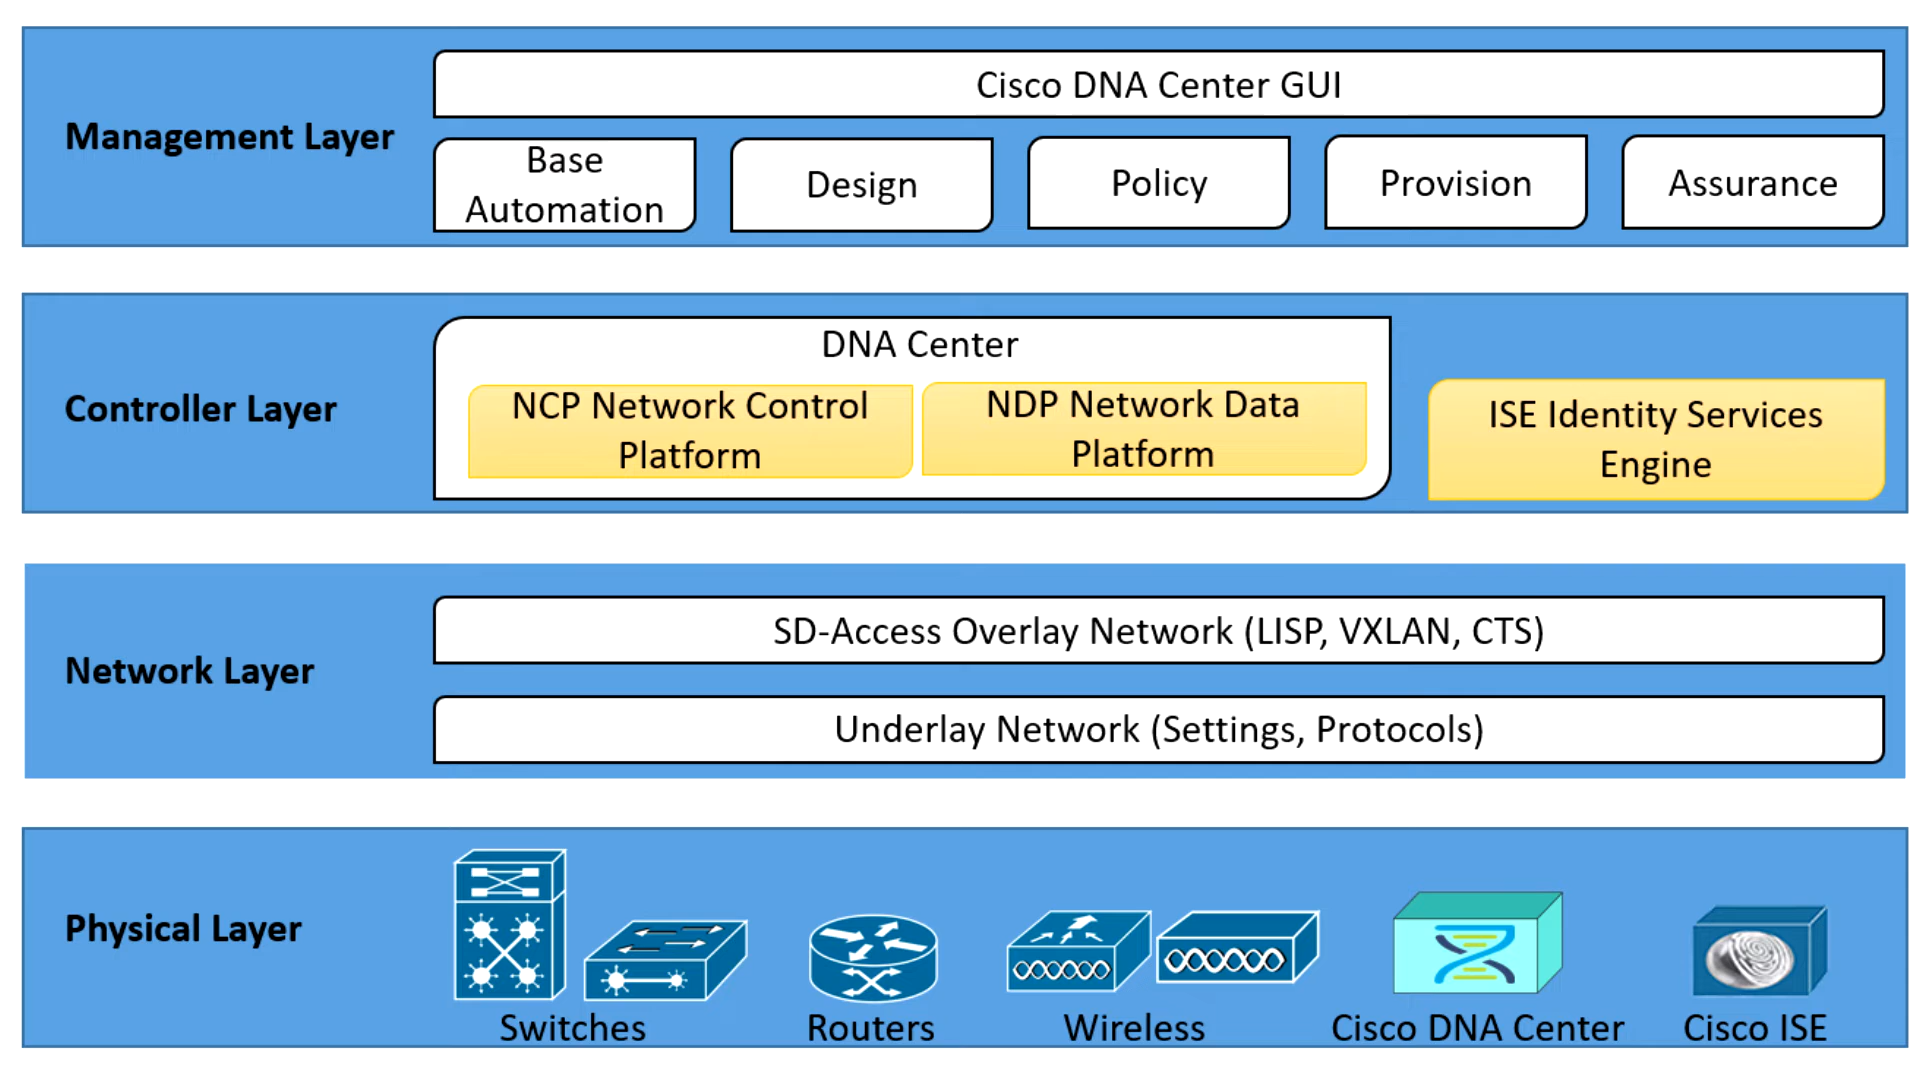 Management Layer
Cisco DNA Center GUI
Base
Automation
Design
Policy
Provision
Assurance
Controller Layer
DNA Center
NCP Network Control
Platform
NDP Network Data
Platform
ISE Identity Services
Engine
Network Layer
SD-Access Overlay Network (LISP, VXLAN, CTS)
Underlay Network (Settings, Protocols)
Physical Layer
Switches
Routers
Wireless
Cisco DNA Center
Cisco ISE